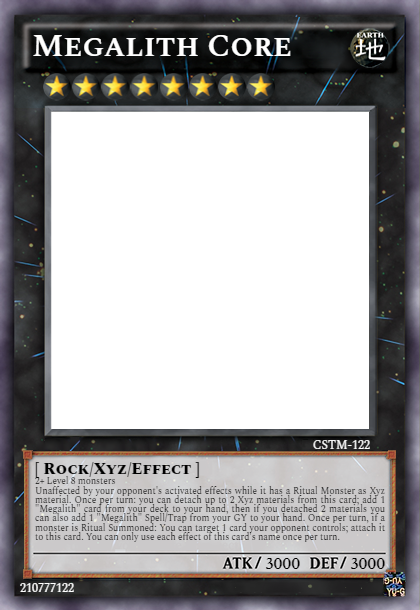 MEGALITH CORE
EARTH
地
CSTM-122
[ ROCK/XYZ/EFFECT ]
2+ Level 8 monsters
Unaffected by your opponent's activated effects while it has a Ritual Monster as Xyz
material. Once per turn: you can detach up to 2 Xyz materials from this card; add 1
"Megalith" card from your deck to your hand, then if you detached 2 materials you
can also add 1 "Megalith" Spell/Trap from your GY to your hand. Once per turn, if a
monster is Ritual Summoned: You can target 1 card your opponent controls; attach it
to this card. You can only use each effect of this card's name once per turn.
ATK / 3000 DEF / 3000
210777122